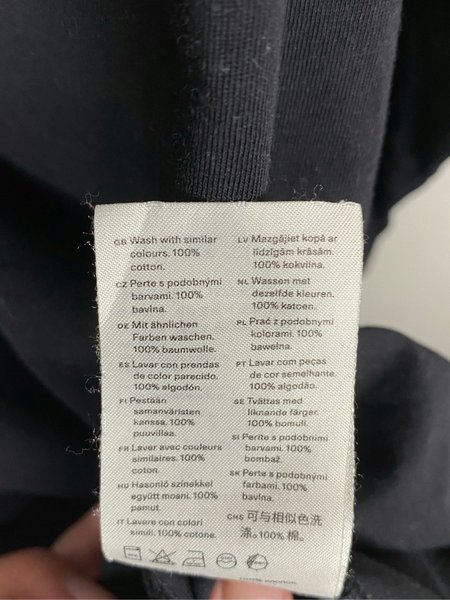 GB Wash with similar
colours. 100%
cotton.
CZ Perte s podobnými
barvami. 100%
bavlna.
DE Mit ähnlichen
Farben waschen.
100% baumwolle.
ES Lavar con prendas
de color parecido.
100% algodón.
FI Pestään
samanväristen
kanssa. 100%
puuvillaa.
FR Laver avec couleurs
similaires. 100%
coton.
HU Hasonló színekkel
együtt mosni. 100%
pamut.
IT Lavare con colori
simili. 100% cotone.
LV Mazgājiet kopā ar
līdzīgām krāsām.
100% kokvilna.
NL Wassen met
dezelfde kleuren.
100% katoen.
PL Prać z podobnymi
kolorami. 100%
bawełna.
PT Lavar com peças
de cor semelhante.
100% algodão.
SE Tvättas med
liknande färger.
100% bomull.
SI Perite s podobnimi
barvami. 100%
bombaž.
SK Perte s podobnými
farbami. 100%
bavlna.
CHS 可与相似色洗
涤。100% 棉。